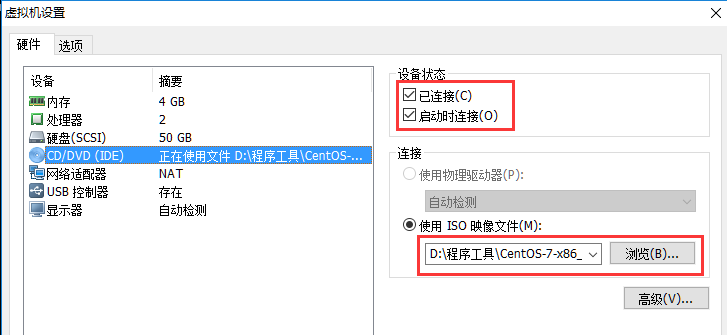 虚拟机设置
硬件 选项
设备 摘要
内存 4 GB
处理器 2
硬盘(SCSI) 50 GB
CD/DVD (IDE) 正在使用文件 D:\程序工具\CentOS-...
网络适配器 NAT
USB 控制器 存在
显示器 自动检测
设备状态
已连接(C)
启动时连接(O)
连接
使用物理驱动器(P):
自动检测
使用 ISO 映像文件(M):
D:\程序工具\CentOS-7-x86_ 浏览(B)...
高级(V)...